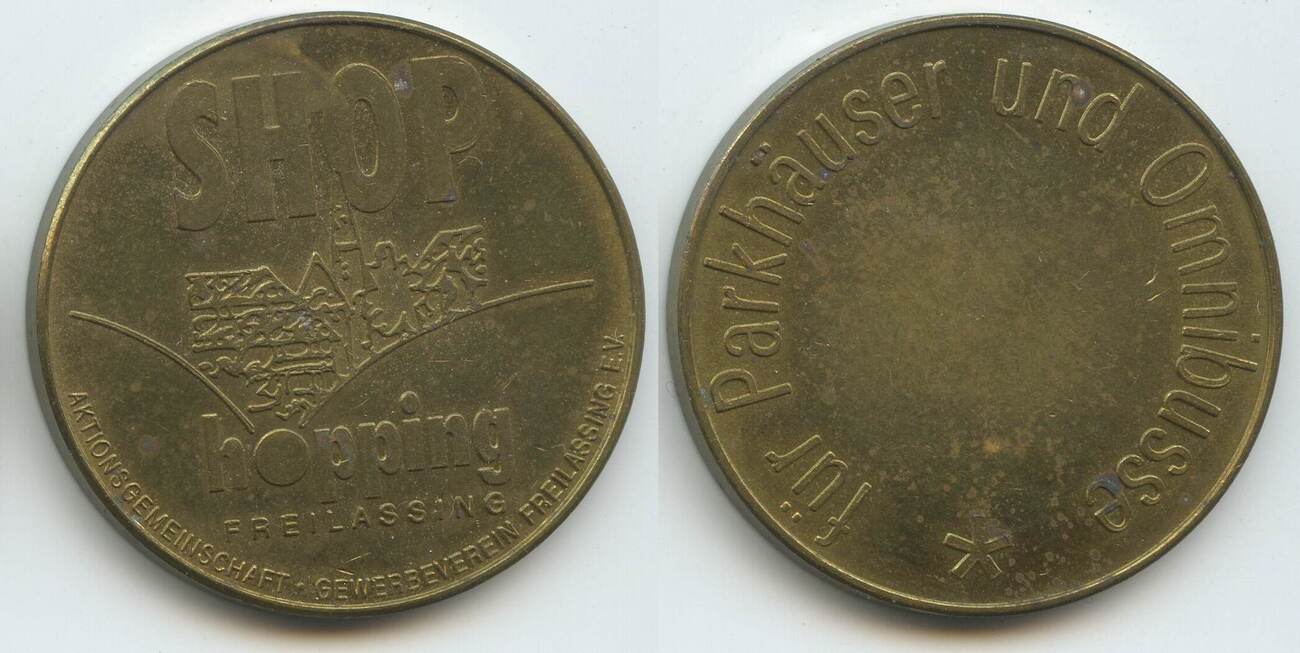 SHOP
hopping
FREILASSING
AKTIONSGEMEINSCHAFT · GEWERBEVEREIN FREILASSING E.V.
für Parkhäuser und Omnibusse *